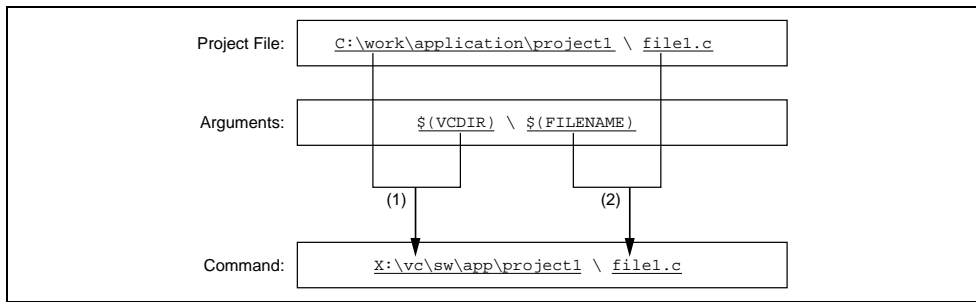 Project File: C:\work\application\project1 \ file1.c
Arguments: $(VCDIR) \ $(FILENAME)
(1) (2)
Command: X:\vc\sw\app\project1 \ file1.c